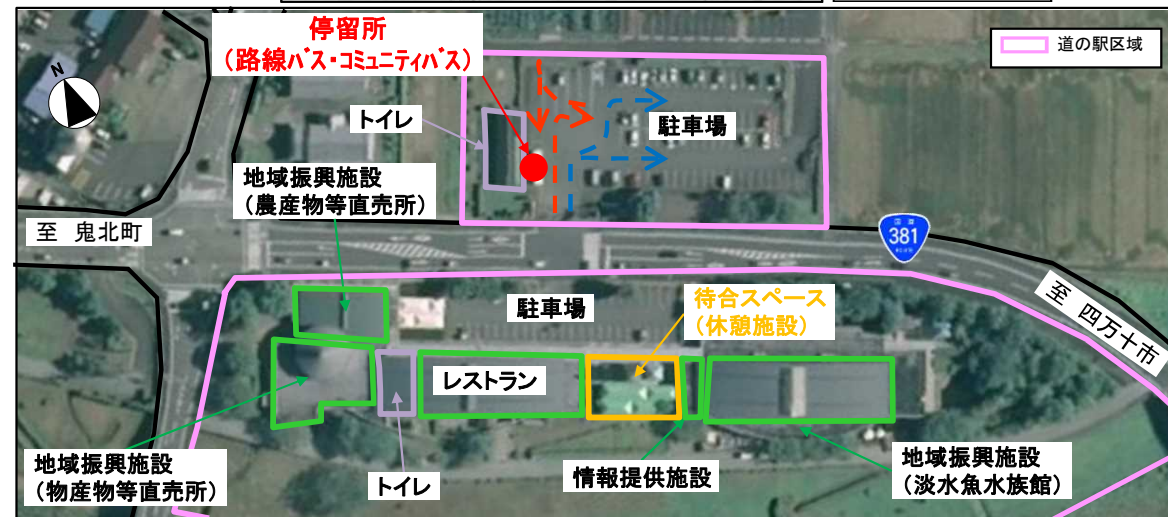 停留所
（路線バス・コミュニティバス）
道の駅区域
N
トイレ
駐車場
地域振興施設
（農産物等直売所）
至 鬼北町
381
駐車場
待合スペース
（休憩施設）
至 四万十市
レストラン
地域振興施設
（物産物等直売所）
トイレ
情報提供施設
地域振興施設
（淡水魚水族館）